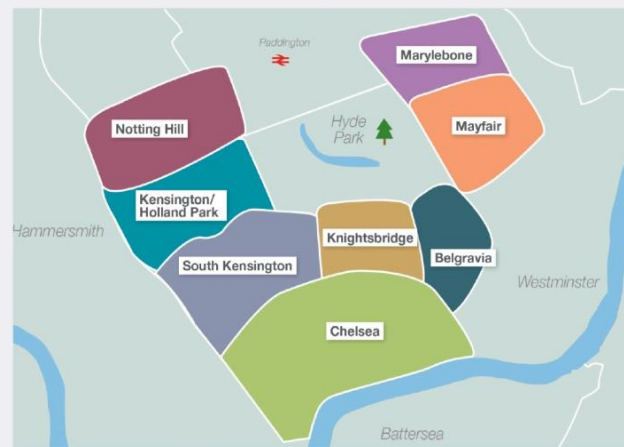 Paddington
Marylebone
Notting Hill
Hyde
Park
Mayfair
Kensington/
Holland Park
Hammersmith
South Kensington
Knightsbridge
Belgravia
Westminster
Chelsea
Battersea